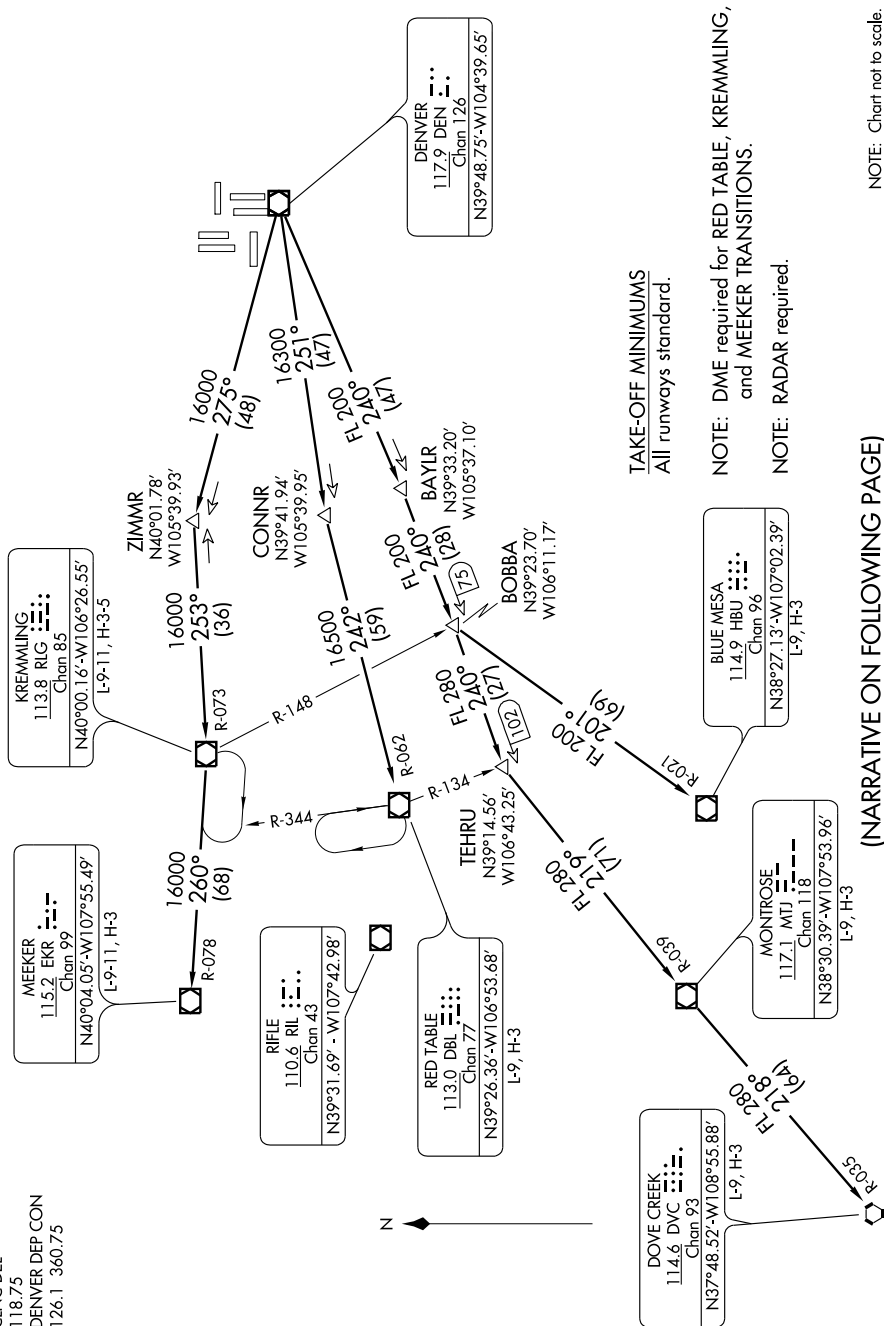 118.75
DENVER DEP CON
126.1 360.75
KREMMLING
113.8 RLG
Chan 85
N40°00.16'-W106°26.55'
L-9-11, H-3-5
MEEKER
115.2 EKR
Chan 99
N40°04.05'-W107°55.49'
L-9-11, H-3
ZIMMR
N40°01.78'
W105°39.93'
16000
275°
(48)
16000
253°
(36)
R-073
16000
260°
(68)
R-078
DENVER
117.9 DEN
Chan 126
N39°48.75'-W104°39.65'
CONNR
N39°41.94'
W105°39.95'
16300
251°
(47)
16500
242°
(59)
R-062
R-344
R-148
R-134
FL 200
240°
(47)
BAYLR
N39°33.20'
W105°37.10'
FL 200
240°
(28)
75
BOBBA
N39°23.70'
W106°11.17'
FL 280
240°
(27)
102
TEHRU
N39°14.56'
W106°43.25'
RIFLE
110.6 RIL
Chan 43
N39°31.69' - W107°42.98'
RED TABLE
113.0 DBL
Chan 77
N39°26.36'-W106°53.68'
L-9, H-3
FL 200
201°
(69)
R-021
BLUE MESA
114.9 HBU
Chan 96
N38°27.13'-W107°02.39'
L-9, H-3
FL 280
219°
(71)
R-039
MONTROSE
117.1 MTJ
Chan 118
N38°30.39'-W107°53.96'
L-9, H-3
FL 280
218°
(64)
R-035
DOVE CREEK
114.6 DVC
Chan 93
N37°48.52'-W108°55.88'
L-9, H-3
N
TAKE-OFF MINIMUMS
All runways standard.
NOTE: DME required for RED TABLE, KREMMLING,
and MEEKER TRANSITIONS.
NOTE: RADAR required.
(NARRATIVE ON FOLLOWING PAGE)
NOTE: Chart not to scale.